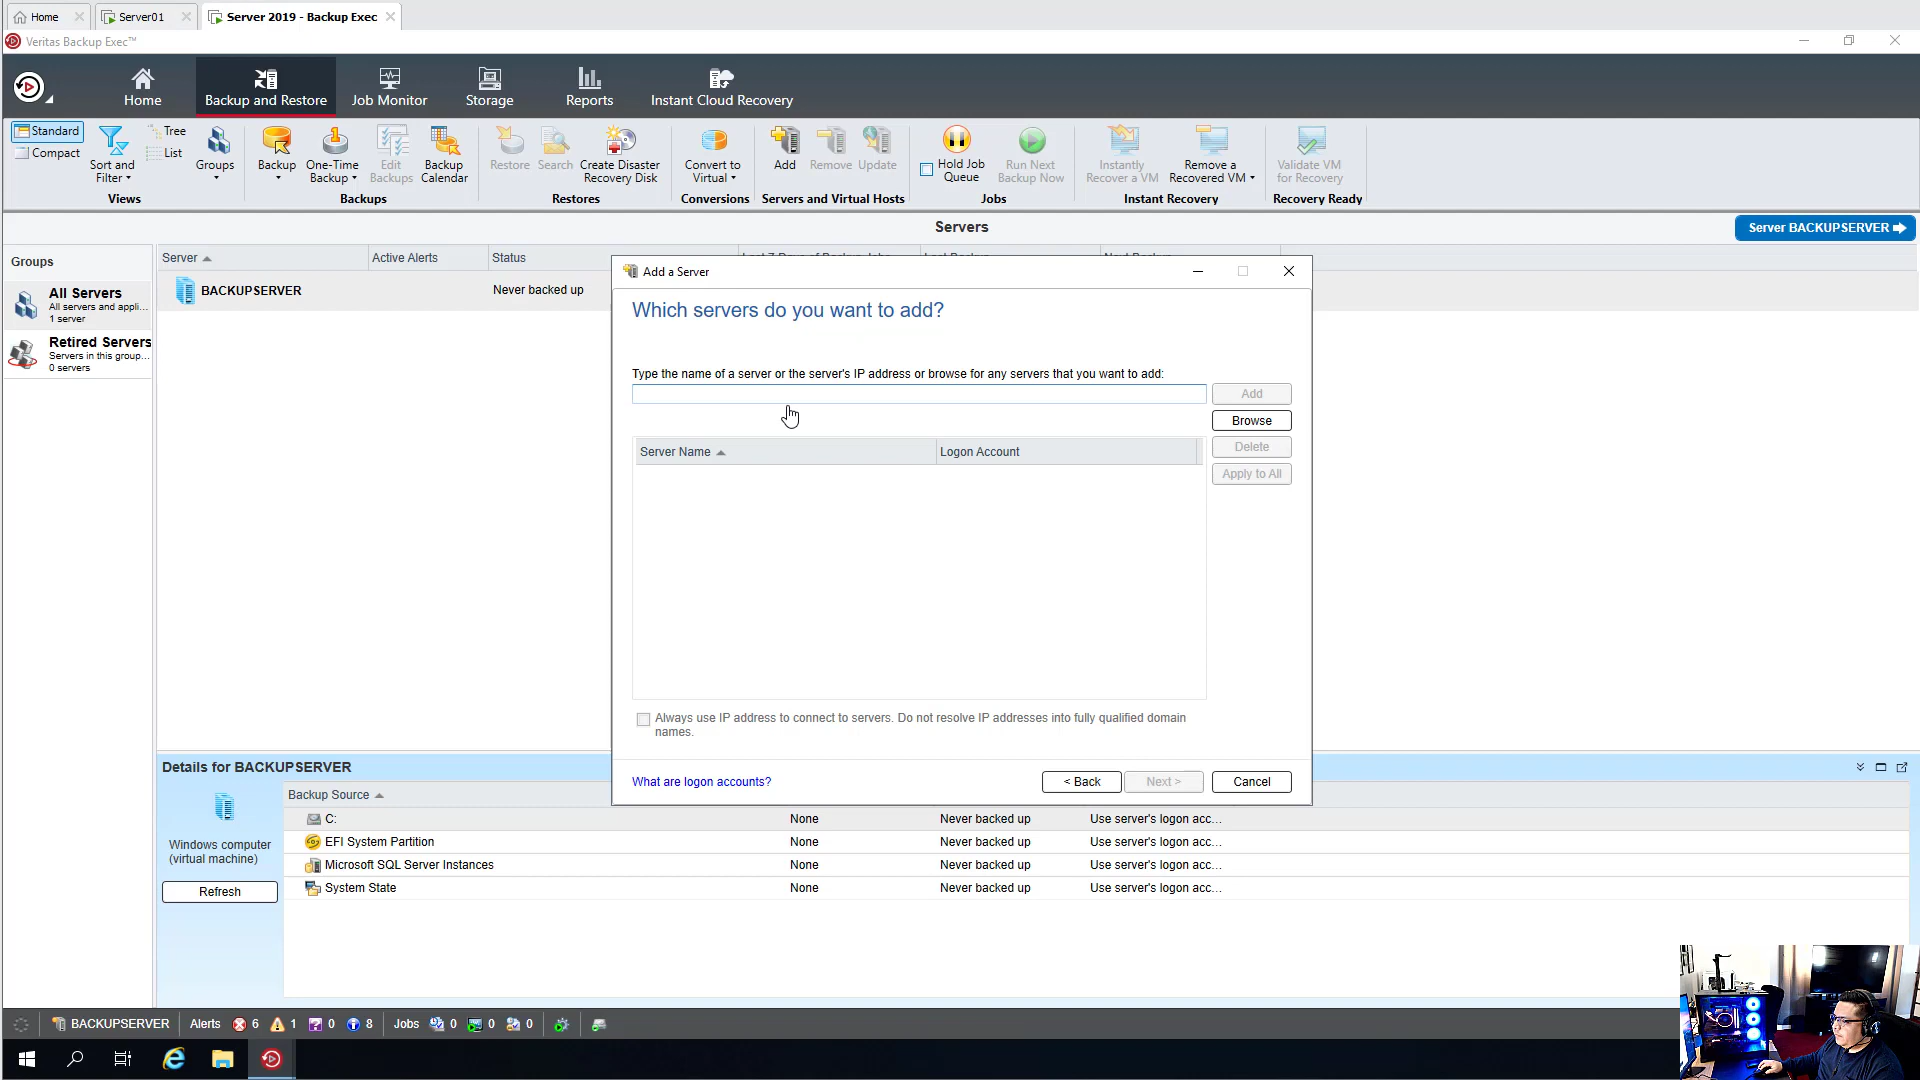 Home
Server01
Server 2019 - Backup Exec
Veritas Backup Exec™
Home
Backup and Restore
Job Monitor
Storage
Reports
Instant Cloud Recovery
Standard
Compact
Sort and
Filter
Tree
List
Groups
Views
Backup
One-Time
Backup
Edit
Backups
Backup
Calendar
Backups
Restore
Search
Create Disaster
Recovery Disk
Restores
Convert to
Virtual
Conversions
Add
Remove
Update
Servers and Virtual Hosts
Hold Job
Queue
Run Next
Backup Now
Jobs
Instantly
Recover a VM
Remove a
Recovered VM
Instant Recovery
Validate VM
for Recovery
Recovery Ready
Servers
Server BACKUPSERVER
Groups
All Servers
All servers and appli...
1 server
Retired Servers
Servers in this group...
0 servers
Server
Active Alerts
Status
BACKUPSERVER
Never backed up
Add a Server
Which servers do you want to add?
Type the name of a server or the server's IP address or browse for any servers that you want to add:
Add
Browse
Delete
Apply to All
Server Name
Logon Account
Always use IP address to connect to servers. Do not resolve IP addresses into fully qualified domain
names.
What are logon accounts?
< Back
Next >
Cancel
Details for BACKUPSERVER
Windows computer
(virtual machine)
Refresh
Backup Source
C: None Never backed up Use server's logon acc...
EFI System Partition None Never backed up Use server's logon acc...
Microsoft SQL Server Instances None Never backed up Use server's logon acc...
System State None Never backed up Use server's logon acc...
BACKUPSERVER Alerts 6 1 0 8 Jobs 0 0 0